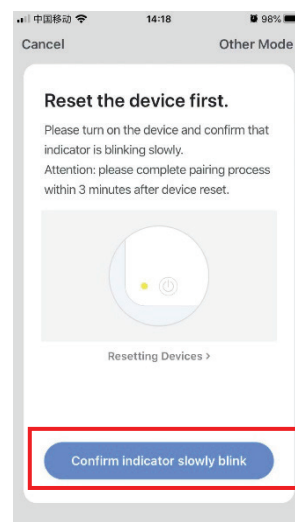 中国移动 14:18 98%
Cancel Other Mode
Reset the device first.
Please turn on the device and confirm that
indicator is blinking slowly.
Attention: please complete pairing process
within 3 minutes after device reset.
Resetting Devices >
Confirm indicator slowly blink